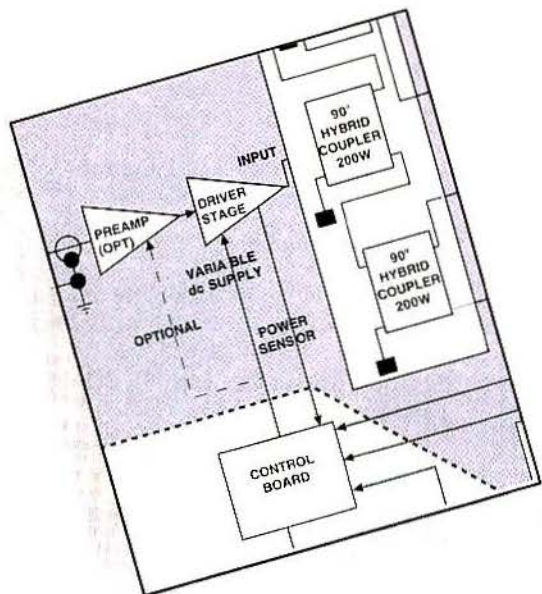 90°
HYBRID
COUPLER
200W
INPUT
DRIVER
STAGE
PREAMP
(OPT)
VARIABLE
dc SUPPLY
90"
HYBRID
COUPLER
200W
OPTIONAL
POWER
SENSOR
CONTROL
BOARD